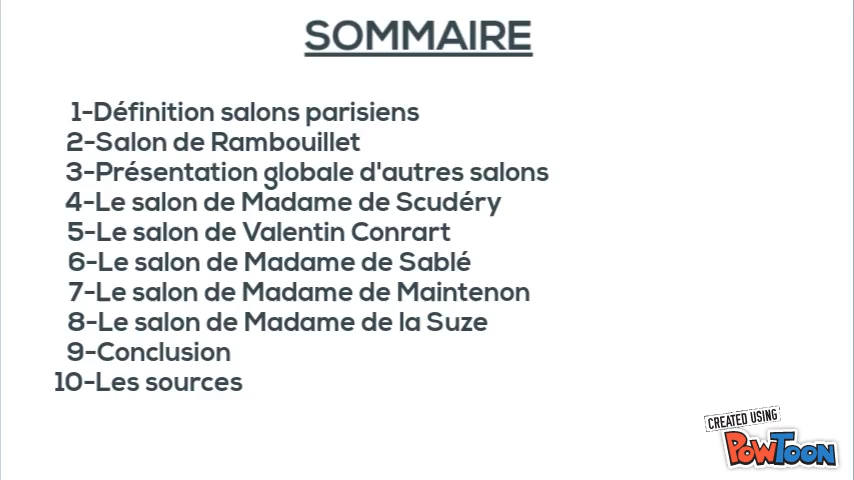 SOMMAIRE
1-Définition salons parisiens
2-Salon de Rambouillet
3-Présentation globale d'autres salons
4-Le salon de Madame de Scudéry
5-Le salon de Valentin Conrart
6-Le salon de Madame de Sablé
7-Le salon de Madame de Maintenon
8-Le salon de Madame de la Suze
9-Conclusion
10-Les sources
CREATED USING
POWTOON